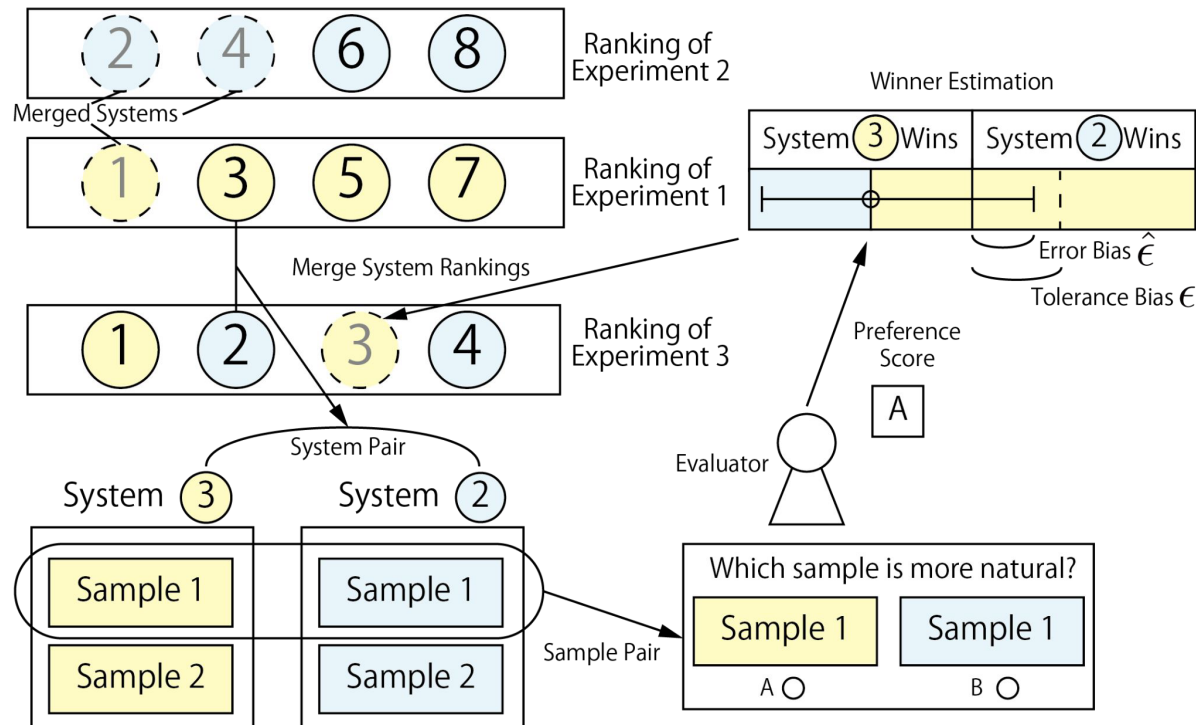 2 4 6 8
Ranking of
Experiment 2
Merged Systems
1 3 5 7
Ranking of
Experiment 1
Winner Estimation
System 3 Wins
System 2 Wins
Error Bias ϵ̂
Tolerance Bias ϵ
Merge System Rankings
1 2 3 4
Ranking of
Experiment 3
Preference
Score
A
Evaluator
System Pair
System 3
System 2
Sample 1
Sample 1
Sample 2
Sample 2
Sample Pair
Which sample is more natural?
Sample 1
Sample 1
A
B